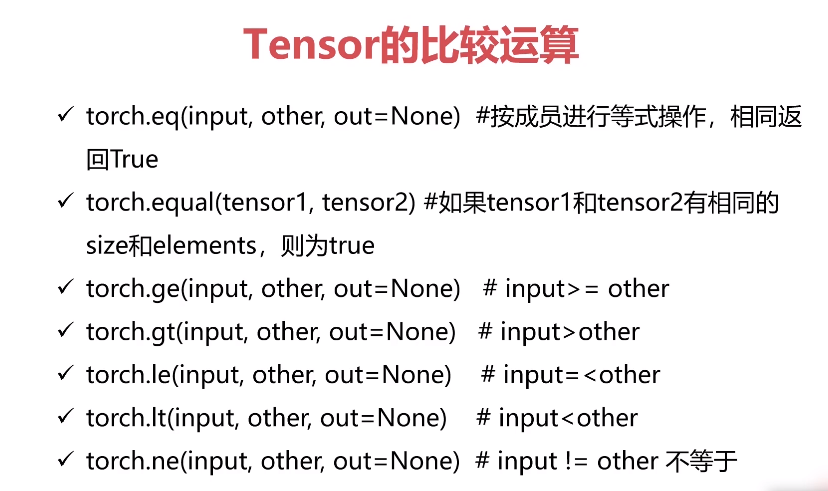 Tensor的比较运算
✓ torch.eq(input, other, out=None)  #按成员进行等式操作，相同返
回True
✓ torch.equal(tensor1, tensor2) #如果tensor1和tensor2有相同的
size和elements，则为true
✓ torch.ge(input, other, out=None)   # input>= other
✓ torch.gt(input, other, out=None)   # input>other
✓ torch.le(input, other, out=None)    # input=<other
✓ torch.lt(input, other, out=None)    # input<other
✓ torch.ne(input, other, out=None)  # input != other 不等于